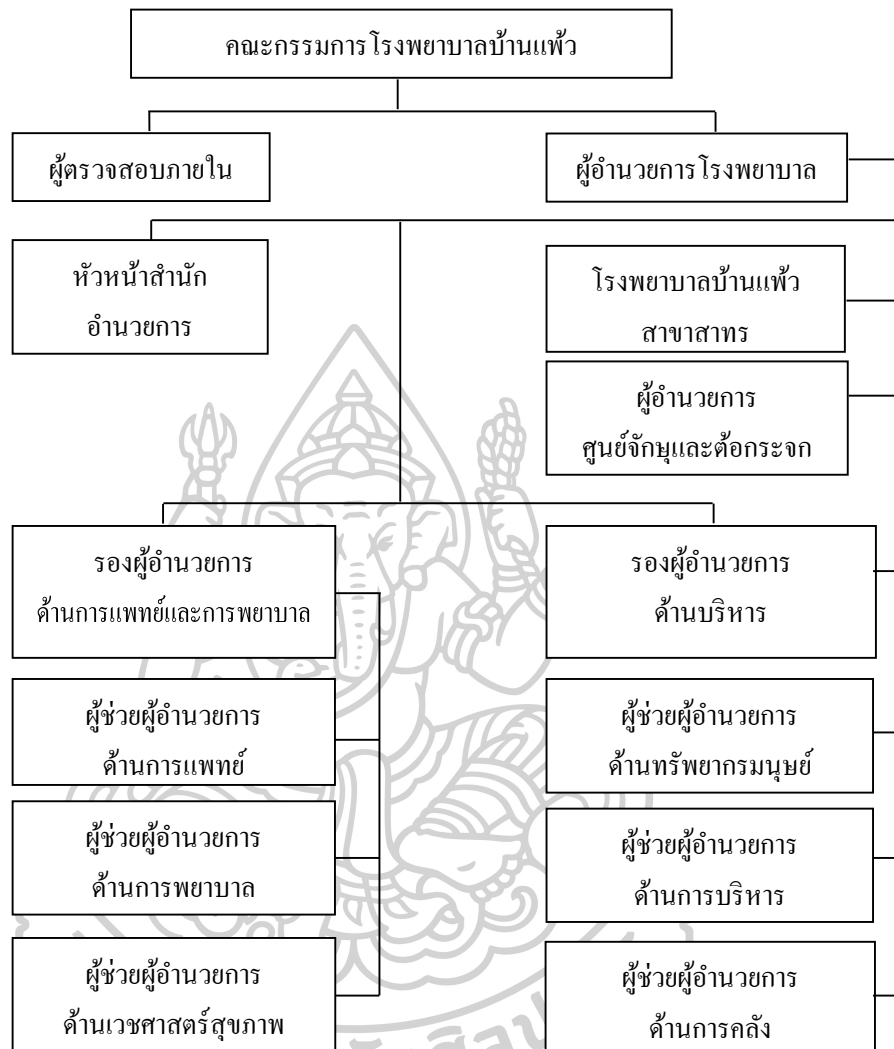 คณะกรรมการโรงพยาบาลบ้านแพ้ว
ผู้ตรวจสอบภายใน
ผู้อำนวยการโรงพยาบาล
หัวหน้าสำนัก
อำนวยการ
โรงพยาบาลบ้านแพ้ว
สาขาสาทร
ผู้อำนวยการ
ศูนย์จักษุและต้อกระจก
รองผู้อำนวยการ
ด้านการแพทย์และการพยาบาล
รองผู้อำนวยการ
ด้านบริหาร
ผู้ช่วยผู้อำนวยการ
ด้านการแพทย์
ผู้ช่วยผู้อำนวยการ
ด้านทรัพยากรมนุษย์
ผู้ช่วยผู้อำนวยการ
ด้านการพยาบาล
ผู้ช่วยผู้อำนวยการ
ด้านการบริหาร
ผู้ช่วยผู้อำนวยการ
ด้านเวชศาสตร์สุขภาพ
ผู้ช่วยผู้อำนวยการ
ด้านการคลัง